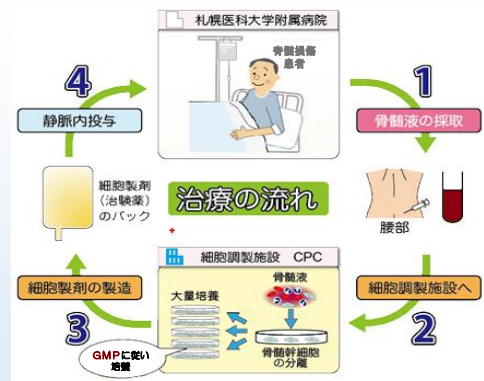 札幌医科大学附属病院
脊髄損傷
患者
1
骨髄液の採取
腰部
細胞調製施設へ
2
細胞調製施設 CPC
骨髄液
大量培養
骨髄幹細胞
の分離
GMPに従い
培養
3
細胞製剤の製造
細胞製剤
（治験薬）
のバック
静脈内投与
4
治療の流れ